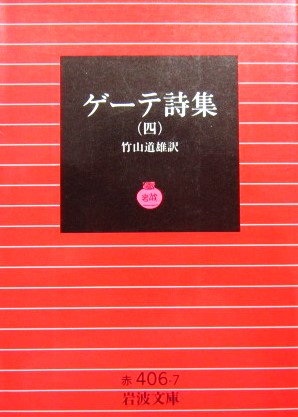 ゲーテ詩集
(四)
竹山道雄訳
岩波
赤 406-7
岩波文庫